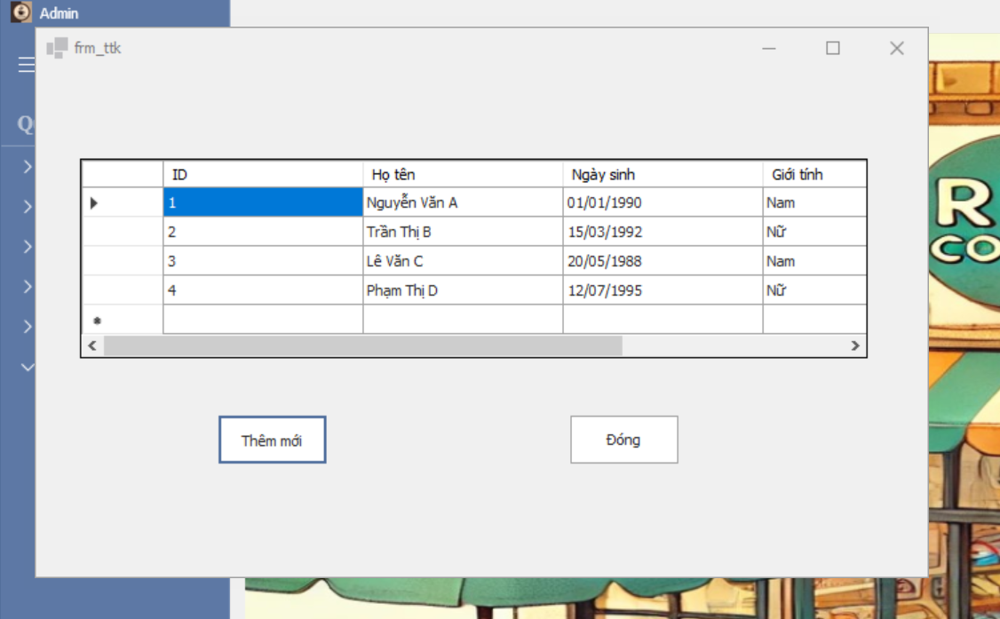 Admin
frm_ttk
ID Họ tên Ngày sinh Giới tính
1 Nguyễn Văn A 01/01/1990 Nam
2 Trần Thị B 15/03/1992 Nữ
3 Lê Văn C 20/05/1988 Nam
4 Phạm Thị D 12/07/1995 Nữ
Thêm mới Đóng
R
CO